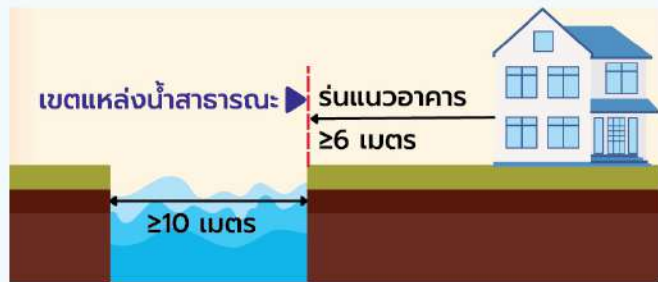 เขตแหล่งน้ำสาธารณะ
ร่นแนวอาคาร
≥6 เมตร
≥10 เมตร